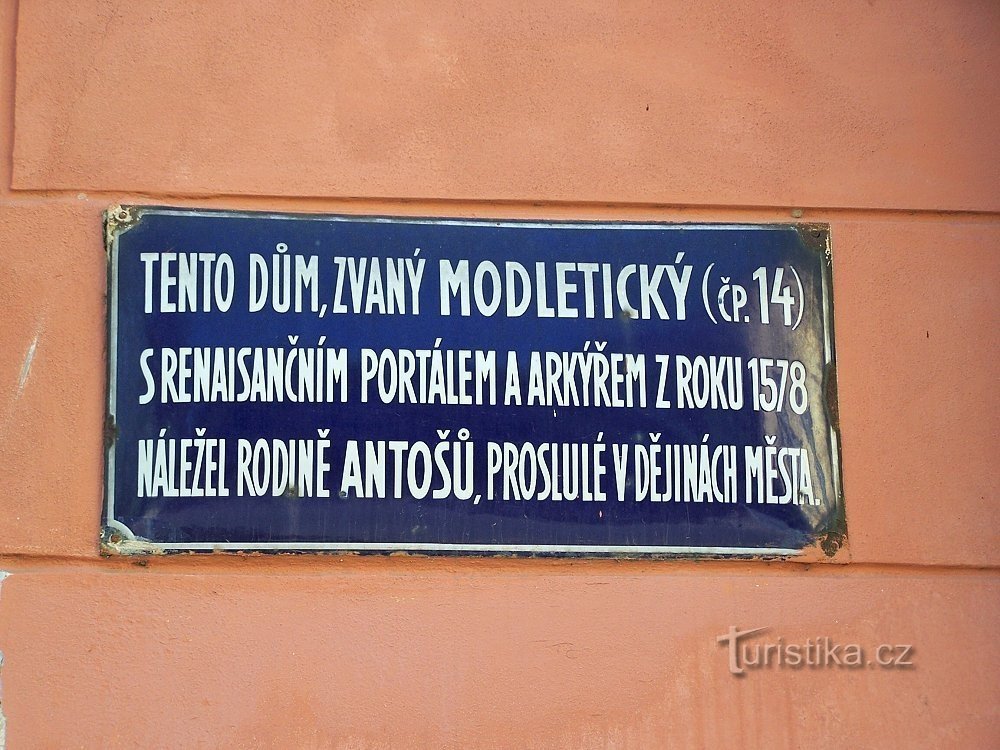 TENTO DŮM, ZVANÝ MODLETICKÝ (ČP. 14)
S RENAISANČNÍM PORTÁLEM A ARKÝŘEM Z ROKU 1578
NÁLEŽEL RODINĚ ANTOŠŮ, PROSLULÉ V DĚJINÁCH MĚSTA.
Turistika.cz